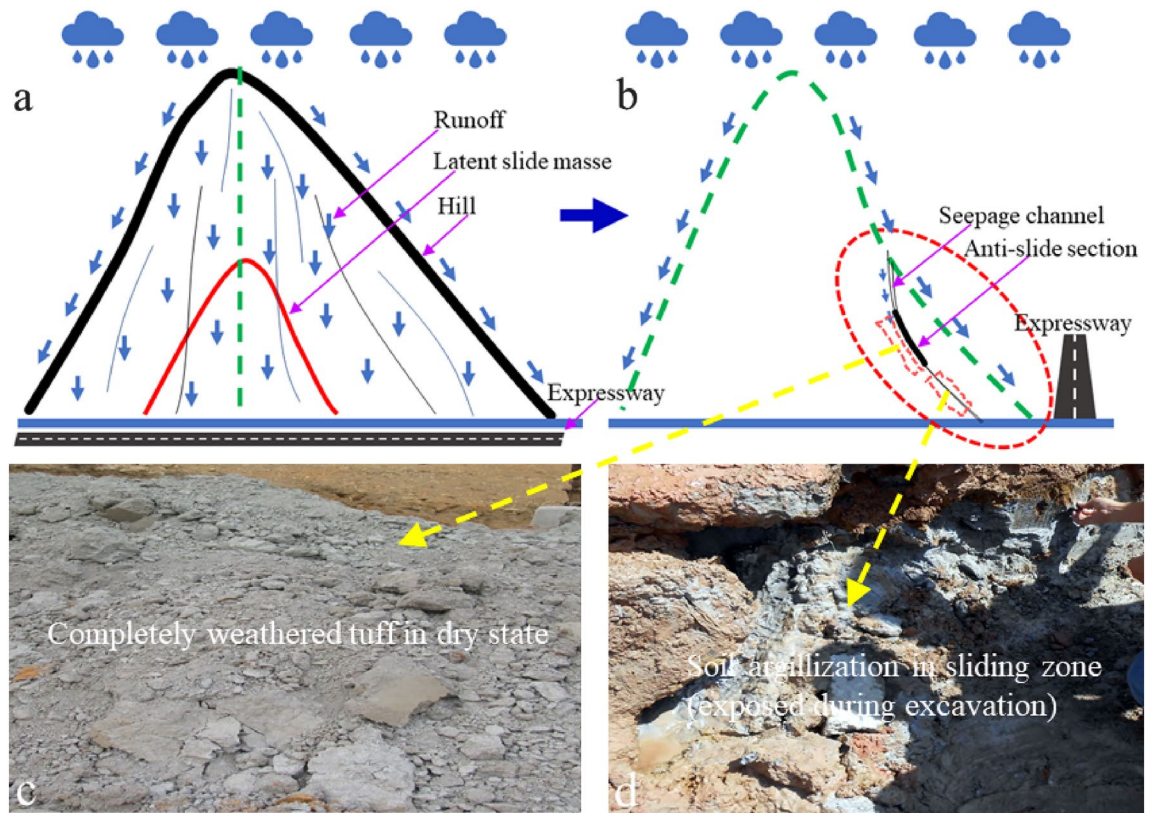 a
Runoff
Latent slide masse
Hill
Expressway
b
Seepage channel
Anti-slide section
Expressway
Completely weathered tuff in dry state
c
Soil argillization in sliding zone
(exposed during excavation)
d